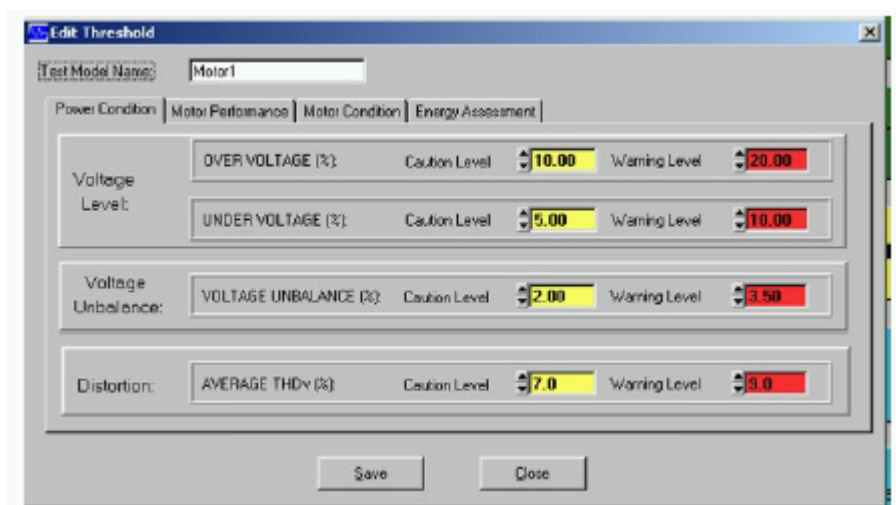 Edit Threshold
Test Model Name: Motor1
Power Condition Motor Performance Motor Condition Energy Assessment
Voltage Level:
OVER VOLTAGE (%): Caution Level 10.00 Warning Level 20.00
UNDER VOLTAGE (%): Caution Level 5.00 Warning Level 10.00
Voltage Unbalance:
VOLTAGE UNBALANCE (%): Caution Level 2.00 Warning Level 3.50
Distortion: AVERAGE THDv (%): Caution Level 7.0 Warning Level 9.0
Save Close